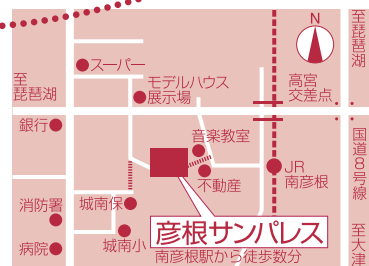 N
至
琵琶湖
スーパー
至
琵琶湖
モデルハウス
展示場
高宮
交差点
銀行
音楽教室
国道8号線
JR
南彦根
不動産
消防署
城南保
彦根サンパレス
至大津
病院
城南小
南彦根駅から徒歩数分